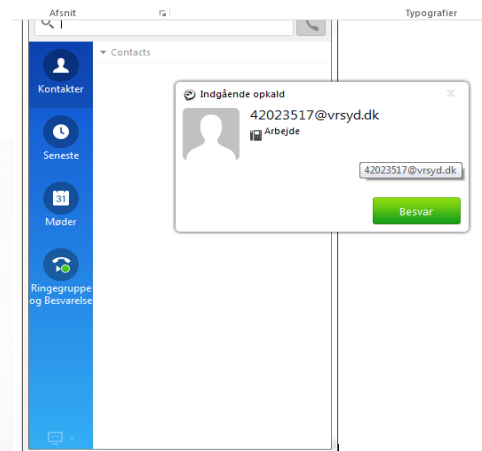 Afsnit
Typografier
Contacts
Kontakter
Seneste
31
Møder
Ringegruppe
og Besvarelse
Indgående opkald
42023517@vrsyd.dk
Arbejde
42023517@vrsyd.dk
Besvar